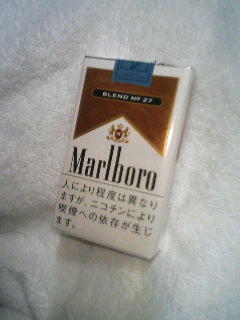 BLEND No 27
Marlboro
人により程度は異なり
ますが、ニコチンにより
喫煙への依存が生じ
ます。